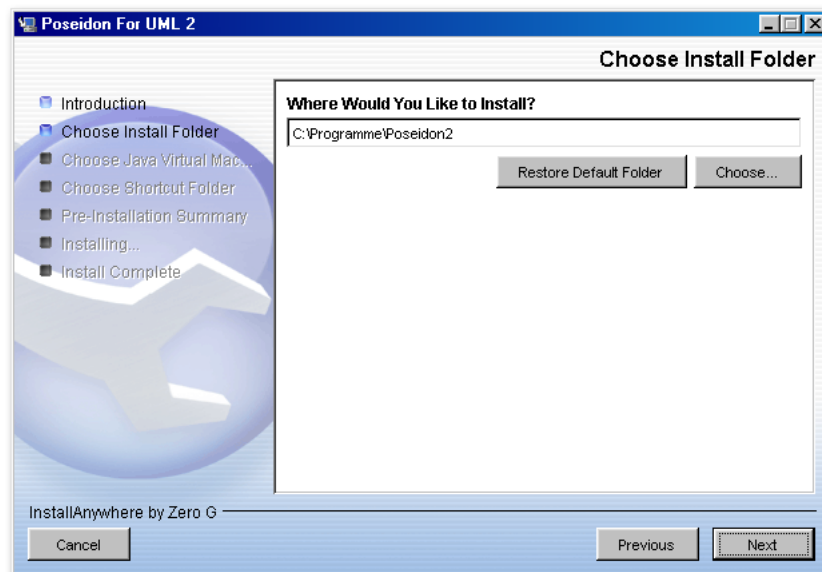 Poseidon For UML 2
Choose Install Folder
Introduction
Choose Install Folder
Choose Java Virtual Mac...
Choose Shortcut Folder
Pre-Installation Summary
Installing...
Install Complete
Where Would You Like to Install?
C:\Programme\Poseidon2
Restore Default Folder
Choose...
InstallAnywhere by Zero G
Cancel
Previous
Next